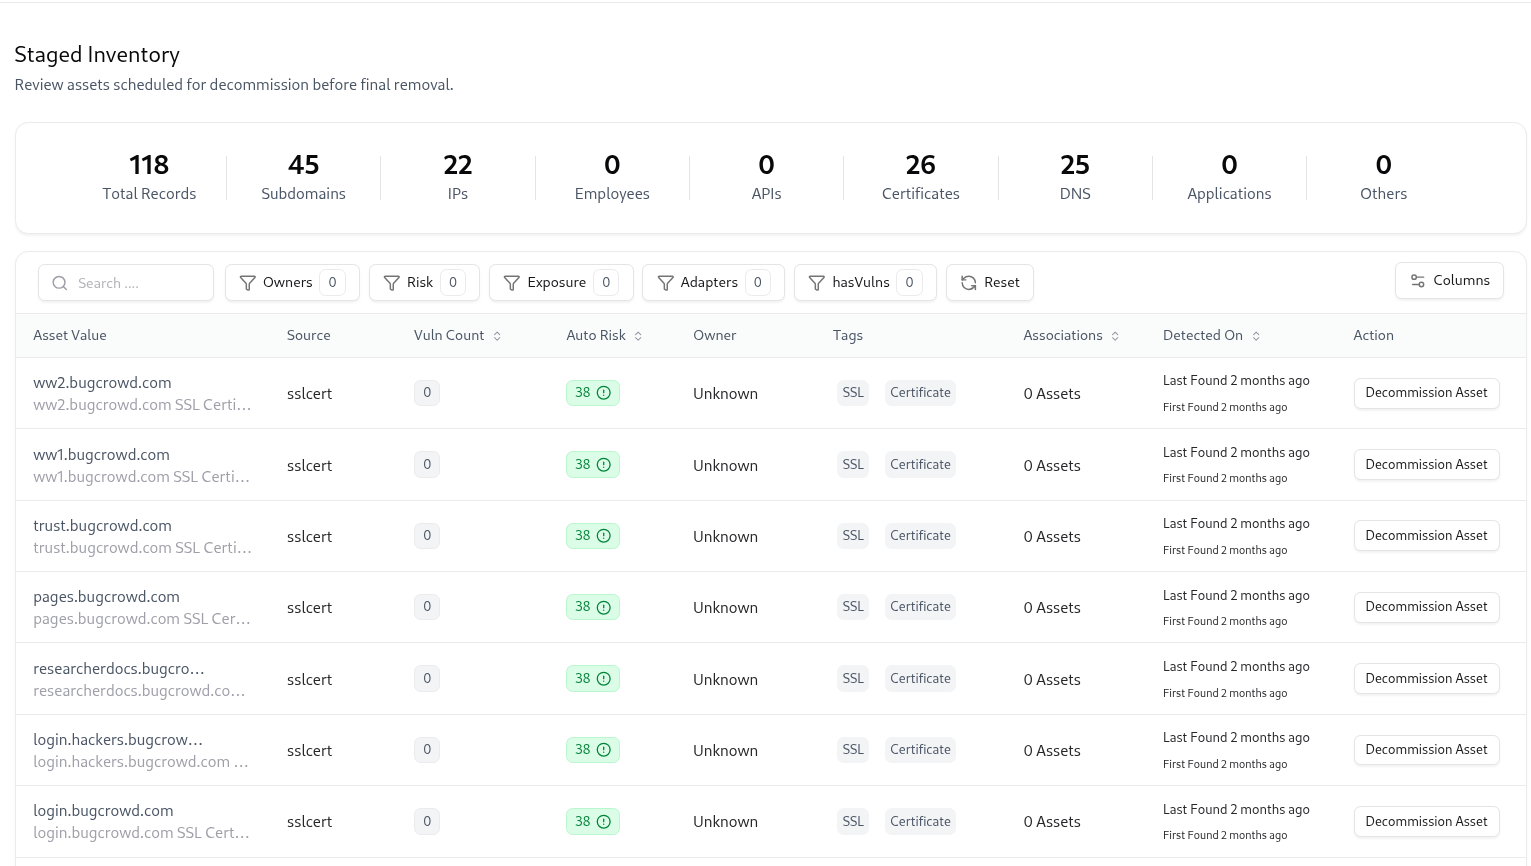 Staged Inventory
Review assets scheduled for decommission before final removal.
118 45 22 0 0 26 25 0 0
Total Records Subdomains IPs Employees APIs Certificates DNS Applications Others
Search .... Owners 0 Risk 0 Exposure 0 Adapters 0 hasVulns 0 Reset Columns
Asset Value Source Vuln Count Auto Risk Owner Tags Associations Detected On Action
ww2.bugcrowd.com
ww2.bugcrowd.com SSL Certi... sslcert 0 38 Unknown SSL Certificate 0 Assets Last Found 2 months ago Decommission Asset
First Found 2 months ago
ww1.bugcrowd.com
ww1.bugcrowd.com SSL Certi... sslcert 0 38 Unknown SSL Certificate 0 Assets Last Found 2 months ago Decommission Asset
First Found 2 months ago
trust.bugcrowd.com
trust.bugcrowd.com SSL Certi... sslcert 0 38 Unknown SSL Certificate 0 Assets Last Found 2 months ago Decommission Asset
First Found 2 months ago
pages.bugcrowd.com
pages.bugcrowd.com SSL Cer... sslcert 0 38 Unknown SSL Certificate 0 Assets Last Found 2 months ago Decommission Asset
First Found 2 months ago
researcherdocs.bugcro...
researcherdocs.bugcrowd.co... sslcert 0 38 Unknown SSL Certificate 0 Assets Last Found 2 months ago Decommission Asset
First Found 2 months ago
login.hackers.bugcrow...
login.hackers.bugcrowd.com ... sslcert 0 38 Unknown SSL Certificate 0 Assets Last Found 2 months ago Decommission Asset
First Found 2 months ago
login.bugcrowd.com
login.bugcrowd.com SSL Cert... sslcert 0 38 Unknown SSL Certificate 0 Assets Last Found 2 months ago Decommission Asset
First Found 2 months ago